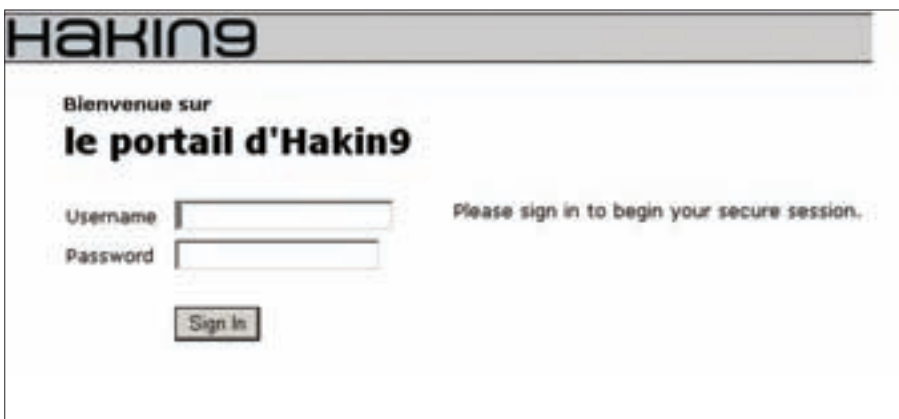 HAKIN9
Bienvenue sur
le portail d'Hakin9
Username
Please sign in to begin your secure session.
Password
Sign In